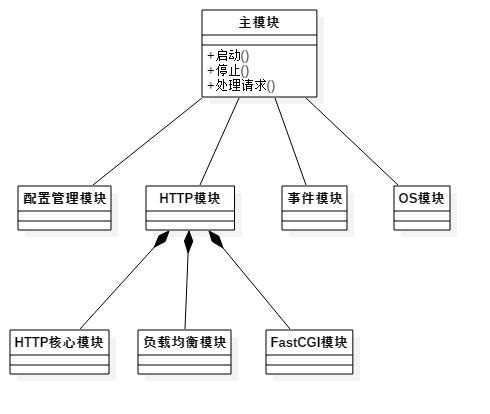 主模块
+启动()
+停止()
+处理请求()
配置管理模块
HTTP模块
事件模块
OS模块
HTTP核心模块
负载均衡模块
FastCGI模块